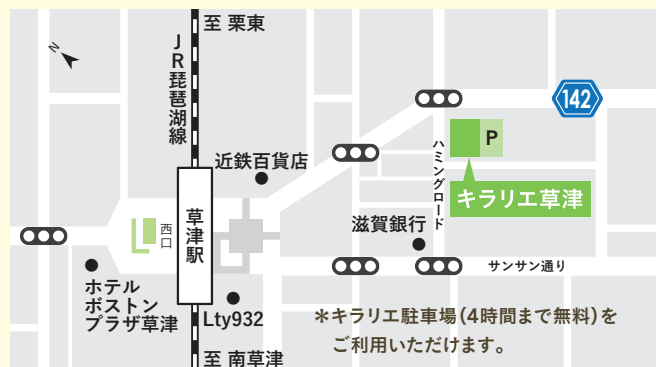 至 栗東
N
JR琵琶湖線
142
近鉄百貨店
P
ハミングロード
キラリエ草津
西口
草津駅
滋賀銀行
サンサン通り
ホテル
ボストン
プラザ草津
Lty932
＊キラリエ駐車場（4時間まで無料）を
ご利用いただけます。
至 南草津